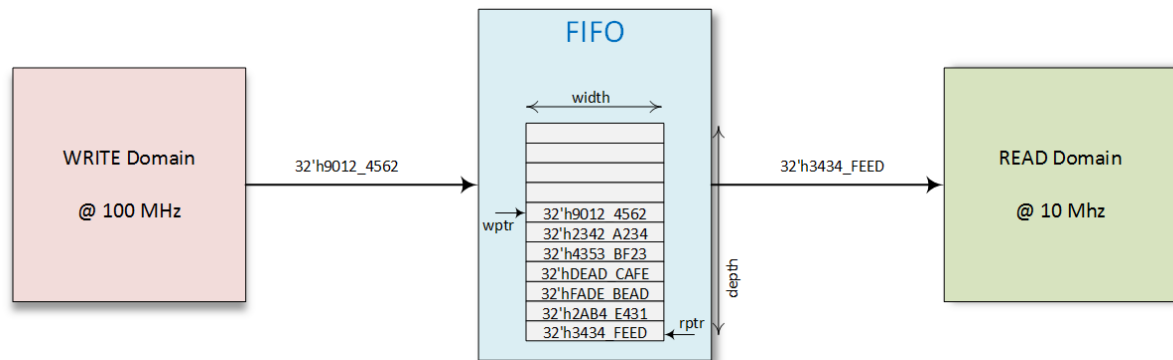 FIFO
width
WRITE Domain
@ 100 MHz
32'h9012_4562
32'h3434_FEED
READ Domain
@ 10 Mhz
wptr
32'h9012_4562
32'h2342_A234
32'h4353_BF23
32'hDEAD_CAFE
32'hFADE_BEAD
32'h2AB4_E431
32'h3434_FEED
rptr
depth